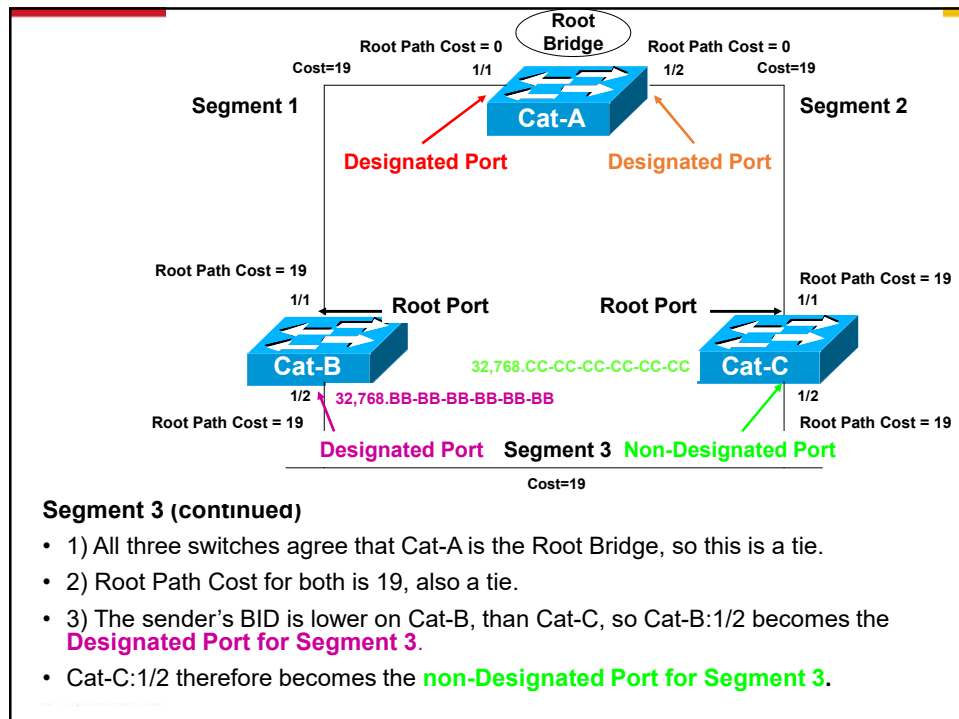 Root
Bridge
Root Path Cost = 0
Root Path Cost = 0
Cost=19
1/1
1/2
Cost=19
Segment 1
Segment 2
Cat-A
Designated Port
Designated Port
Root Path Cost = 19
Root Path Cost = 19
1/1
Root Port
Root Port
1/1
Cat-B
32,768.CC-CC-CC-CC-CC-CC
Cat-C
1/2
32,768.BB-BB-BB-BB-BB-BB
1/2
Root Path Cost = 19
Root Path Cost = 19
Designated Port
Segment 3
Non-Designated Port
Cost=19
Segment 3 (continued)
• 1) All three switches agree that Cat-A is the Root Bridge, so this is a tie.
• 2) Root Path Cost for both is 19, also a tie.
• 3) The sender’s BID is lower on Cat-B, than Cat-C, so Cat-B:1/2 becomes the
Designated Port for Segment 3.
• Cat-C:1/2 therefore becomes the non-Designated Port for Segment 3.